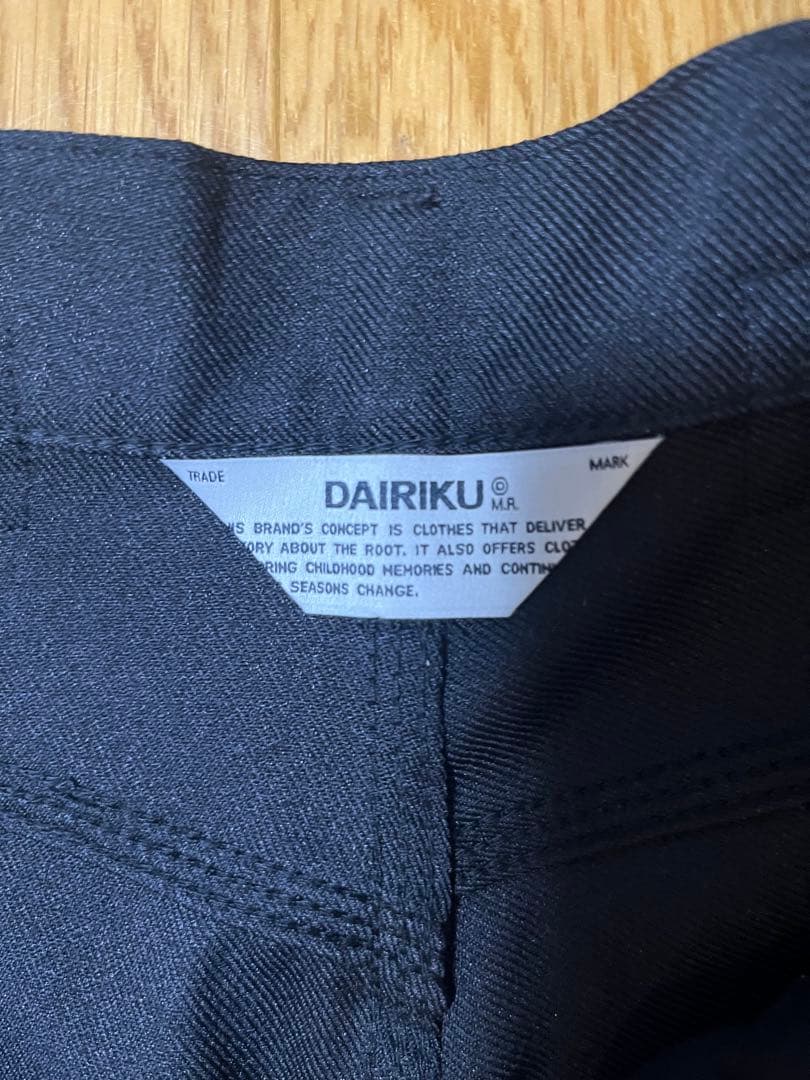 TRADE MARK
DAIRIKU ©
M.R.
BRAND'S CONCEPT IS CLOTHES THAT DELIVER
ABOUT THE ROOT. IT ALSO OFFERS
CHILDHOOD MEMORIES AND
SEASONS CHANGE.